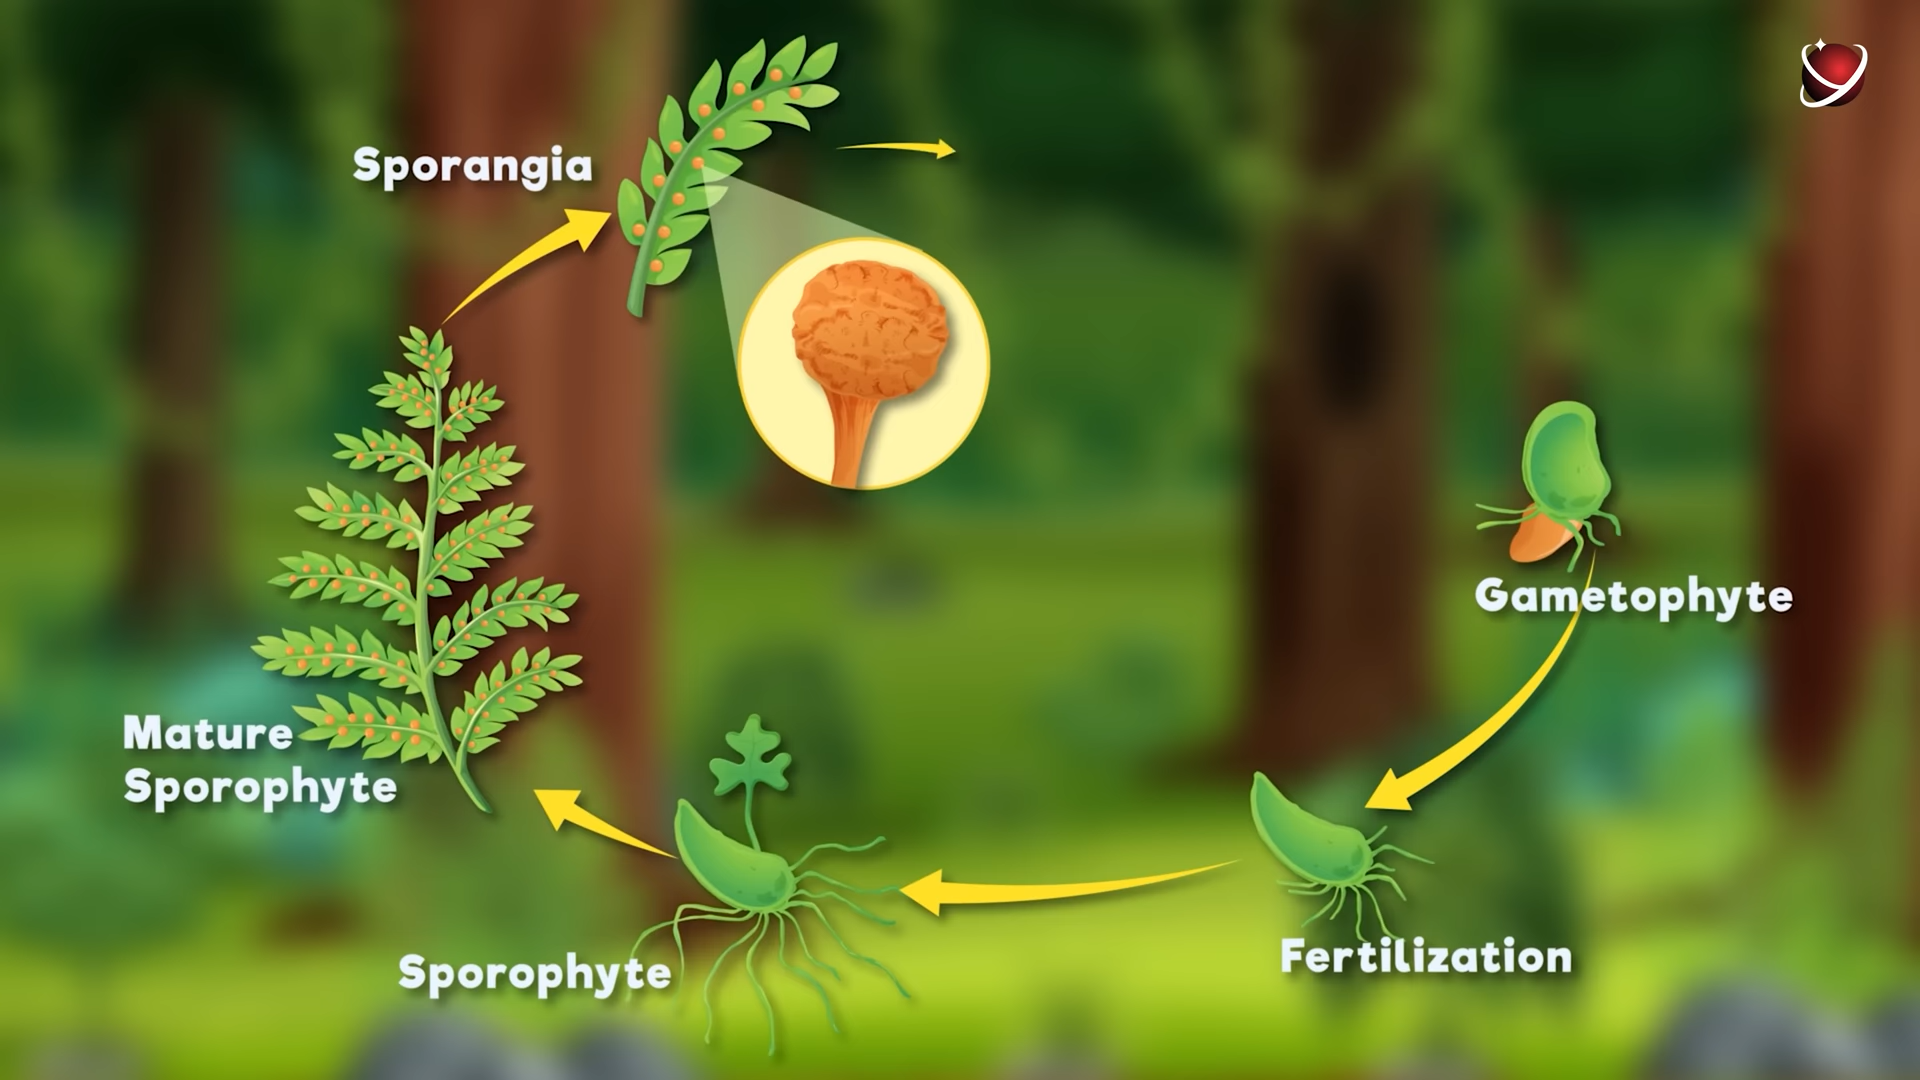 Sporangia
Gametophyte
Mature
Sporophyte
Fertilization
Sporophyte